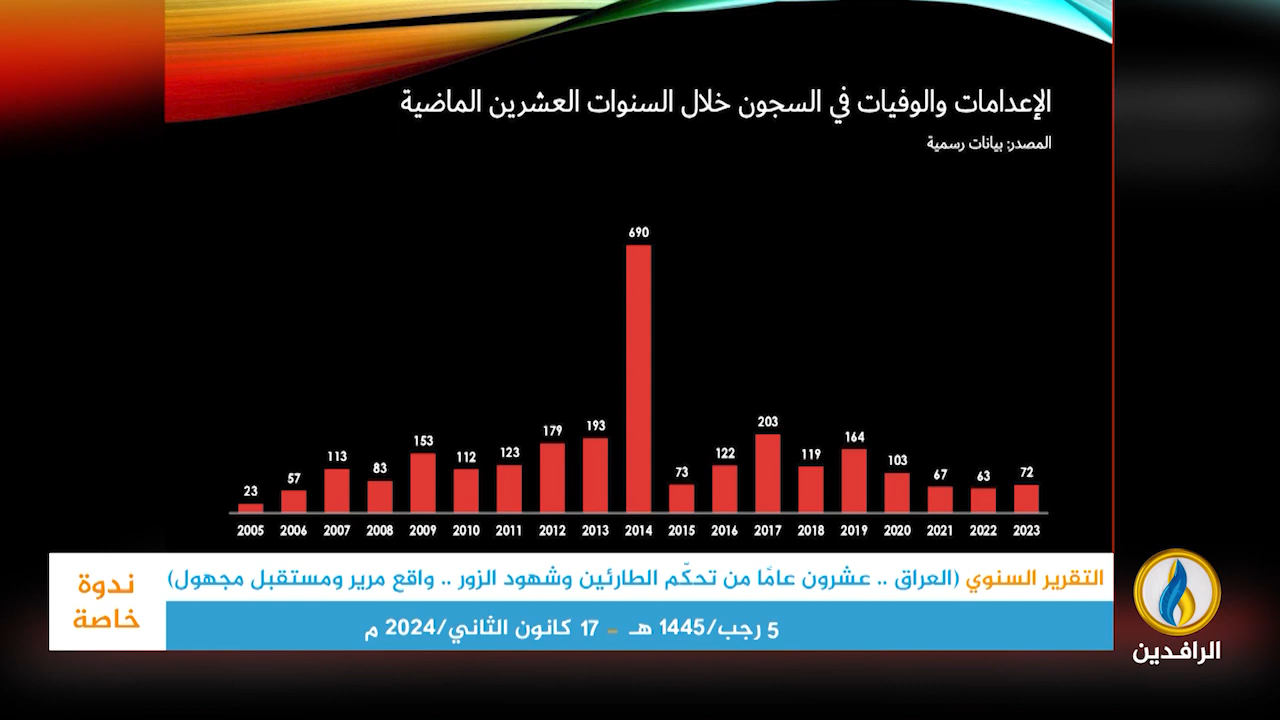 الإعدامات والوفيات في السجون خلال السنوات العشرين الماضية
المصدر: بيانات رسمية
23 57 113 83 153 112 123 179 193 690 73 122 203 119 164 103 67 63 72
2005 2006 2007 2008 2009 2010 2011 2012 2013 2014 2015 2016 2017 2018 2019 2020 2021 2022 2023
التقرير السنوي (العراق .. عشرون عامًا من تحكّم الطارئين وشهود الزور .. واقع مرير ومستقبل مجهول)
5 رجب/1445 هـ - 17 كانون الثاني/2024 م
ندوة
خاصة
الرافدين